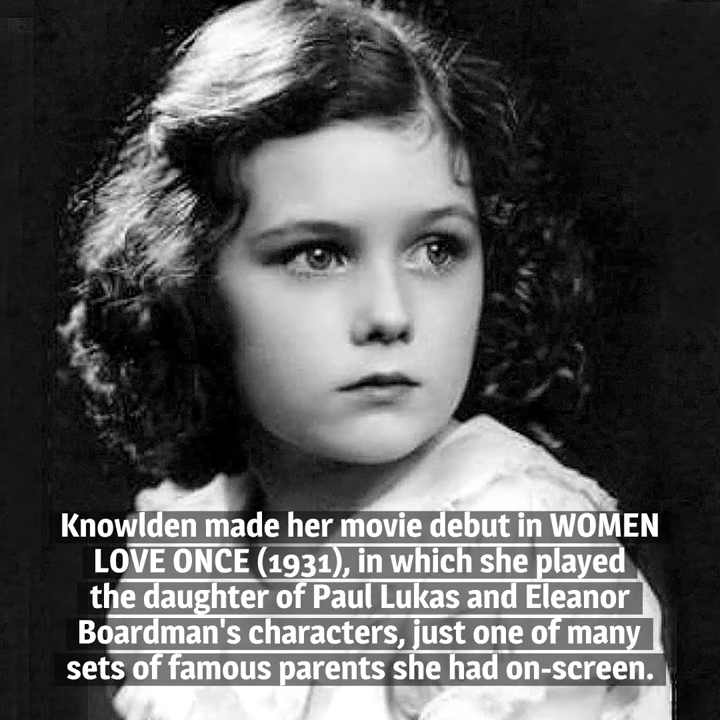 Knowlden made her movie debut in WOMEN
LOVE ONCE (1931), in which she played
the daughter of Paul Lukas and Eleanor
Boardman's characters, just one of many
sets of famous parents she had on-screen.